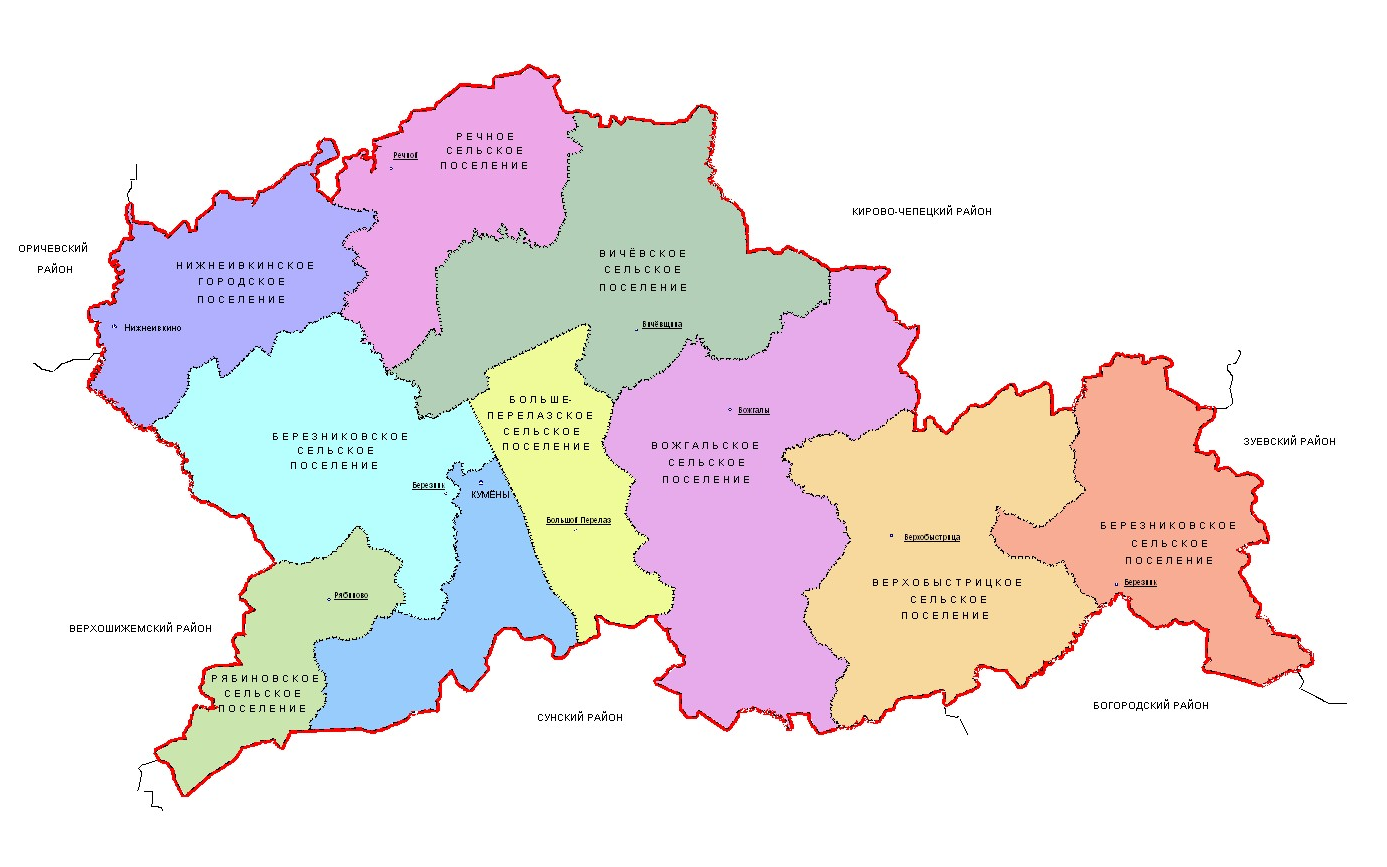 РЕЧНОЕ
СЕЛЬСКОЕ
ПОСЕЛЕНИЕ
Речной
КИРОВО-ЧЕПЕЦКИЙ РАЙОН
ОРИЧЕВСКИЙ
РАЙОН
НИЖНЕИВКИНСКОЕ
ГОРОДСКОЕ
ПОСЕЛЕНИЕ
Нижнеивкино
ВИЧЁВСКОЕ
СЕЛЬСКОЕ
ПОСЕЛЕНИЕ
Вичёвщина
БОЛЬШЕ-
ПЕРЕЛАЗСКОЕ
СЕЛЬСКОЕ
ПОСЕЛЕНИЕ
Большой Перелаз
Вожгалы
ВОЖГАЛЬСКОЕ
СЕЛЬСКОЕ
ПОСЕЛЕНИЕ
ЗУЕВСКИЙ РАЙОН
БЕРЕЗНИКОВСКОЕ
СЕЛЬСКОЕ
ПОСЕЛЕНИЕ
Березник
КУМЁНЫ
Верхобыстрица
ВЕРХОБЫСТРИЦКОЕ
СЕЛЬСКОЕ
ПОСЕЛЕНИЕ
БЕРЕЗНИКОВСКОЕ
СЕЛЬСКОЕ
ПОСЕЛЕНИЕ
Березник
Рябиново
ВЕРХОШИЖЕМСКИЙ РАЙОН
РЯБИНОВСКОЕ
СЕЛЬСКОЕ
ПОСЕЛЕНИЕ
СУНСКИЙ РАЙОН
БОГОРОДСКИЙ РАЙОН